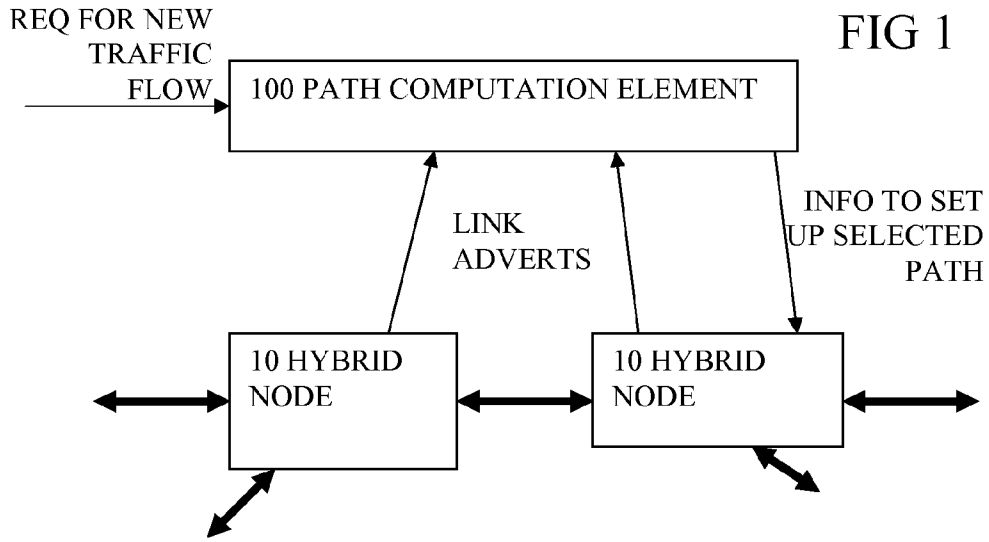 REQ FOR NEW
TRAFFIC
FLOW
FIG 1
100 PATH COMPUTATION ELEMENT
LINK
ADVERTS
INFO TO SET
UP SELECTED
PATH
10 HYBRID
NODE
10 HYBRID
NODE